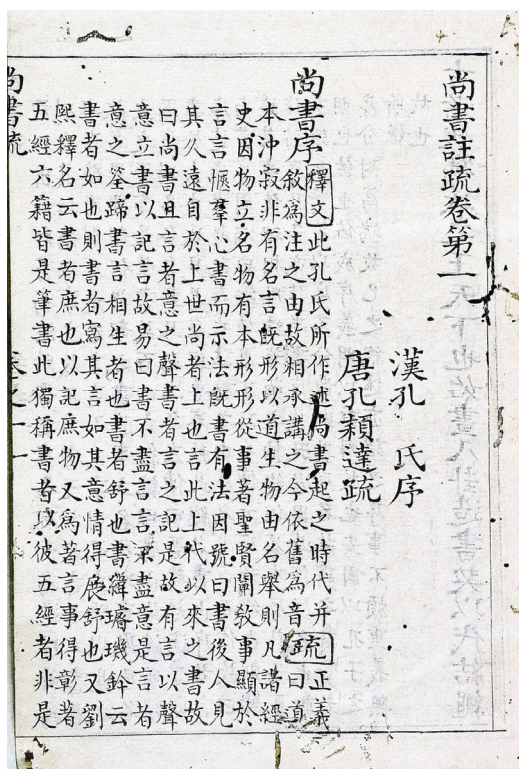 尚書註疏卷第一
漢孔　氏序
唐孔穎達疏
尚書序釋文此孔氏所作述尚書起之時代并
敘爲注之由故相承講之今依舊爲音疏正義曰道
本沖寂非有名言既形以道生物由名舉則凡諸經
史因物立名物有本形形從事著聖賢闡教事顯於
言言愜羣心書而示法既書有法因號曰書後人見
其久遠自於上世尚者上也言此上代以來之書故
曰尚書且言者意之聲書者言之記是故有言以聲
意立書以記言故易曰書不盡言言不盡意是言者
意之筌蹄書言相生者也書者舒也書緯璿璣鈐云
書者如也則書者寫其言如其意情得展舒也又劉
熙釋名云書者庶也以記庶物又爲著言事得彰著
五經六籍皆是筆書此獨稱書者以彼五經者非是
尚書疏　卷之一　一